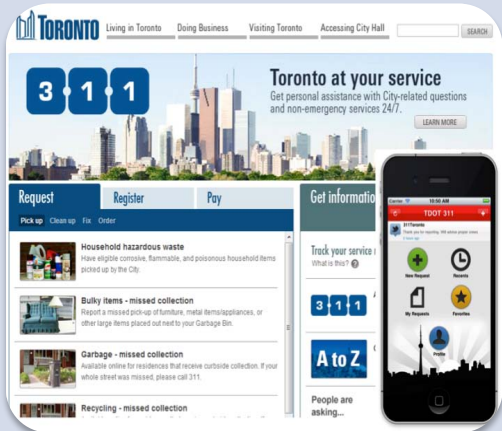 TORONTO
Living in Toronto
Doing Business
Visiting Toronto
Accessing City Hall
SEARCH
3 1 1
Toronto at your service
Get personal assistance with City-related questions
and non-emergency services 24/7.
LEARN MORE
Request
Register
Pay
Pick up Clean up Fix Order
Household hazardous waste
Have eligible corrosive, flammable, and poisonous household items
picked up by the City.
Bulky items - missed collection
Report a missed pick-up of furniture, metal items/appliances, or
other large items placed out next to your Garbage Bin.
Garbage - missed collection
Available online for residences that receive curbside collection. If your
whole street was missed, please call 311.
Recycling - missed collection
Get informatio
Track your service
What is this?
3 1 1
A to Z
People are
asking...
Carrier
10:50 AM
TDOT 311
311Toronto
New Request
Recents
My Requests
Favorites
Profile